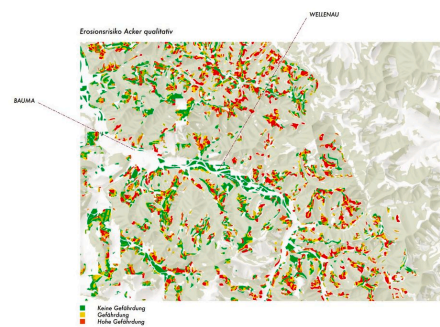 WELLENAU
Erosionsrisiko Acker qualitativ
BAUMA
Keine Gefährdung
Gefährdung
Hohe Gefährdung